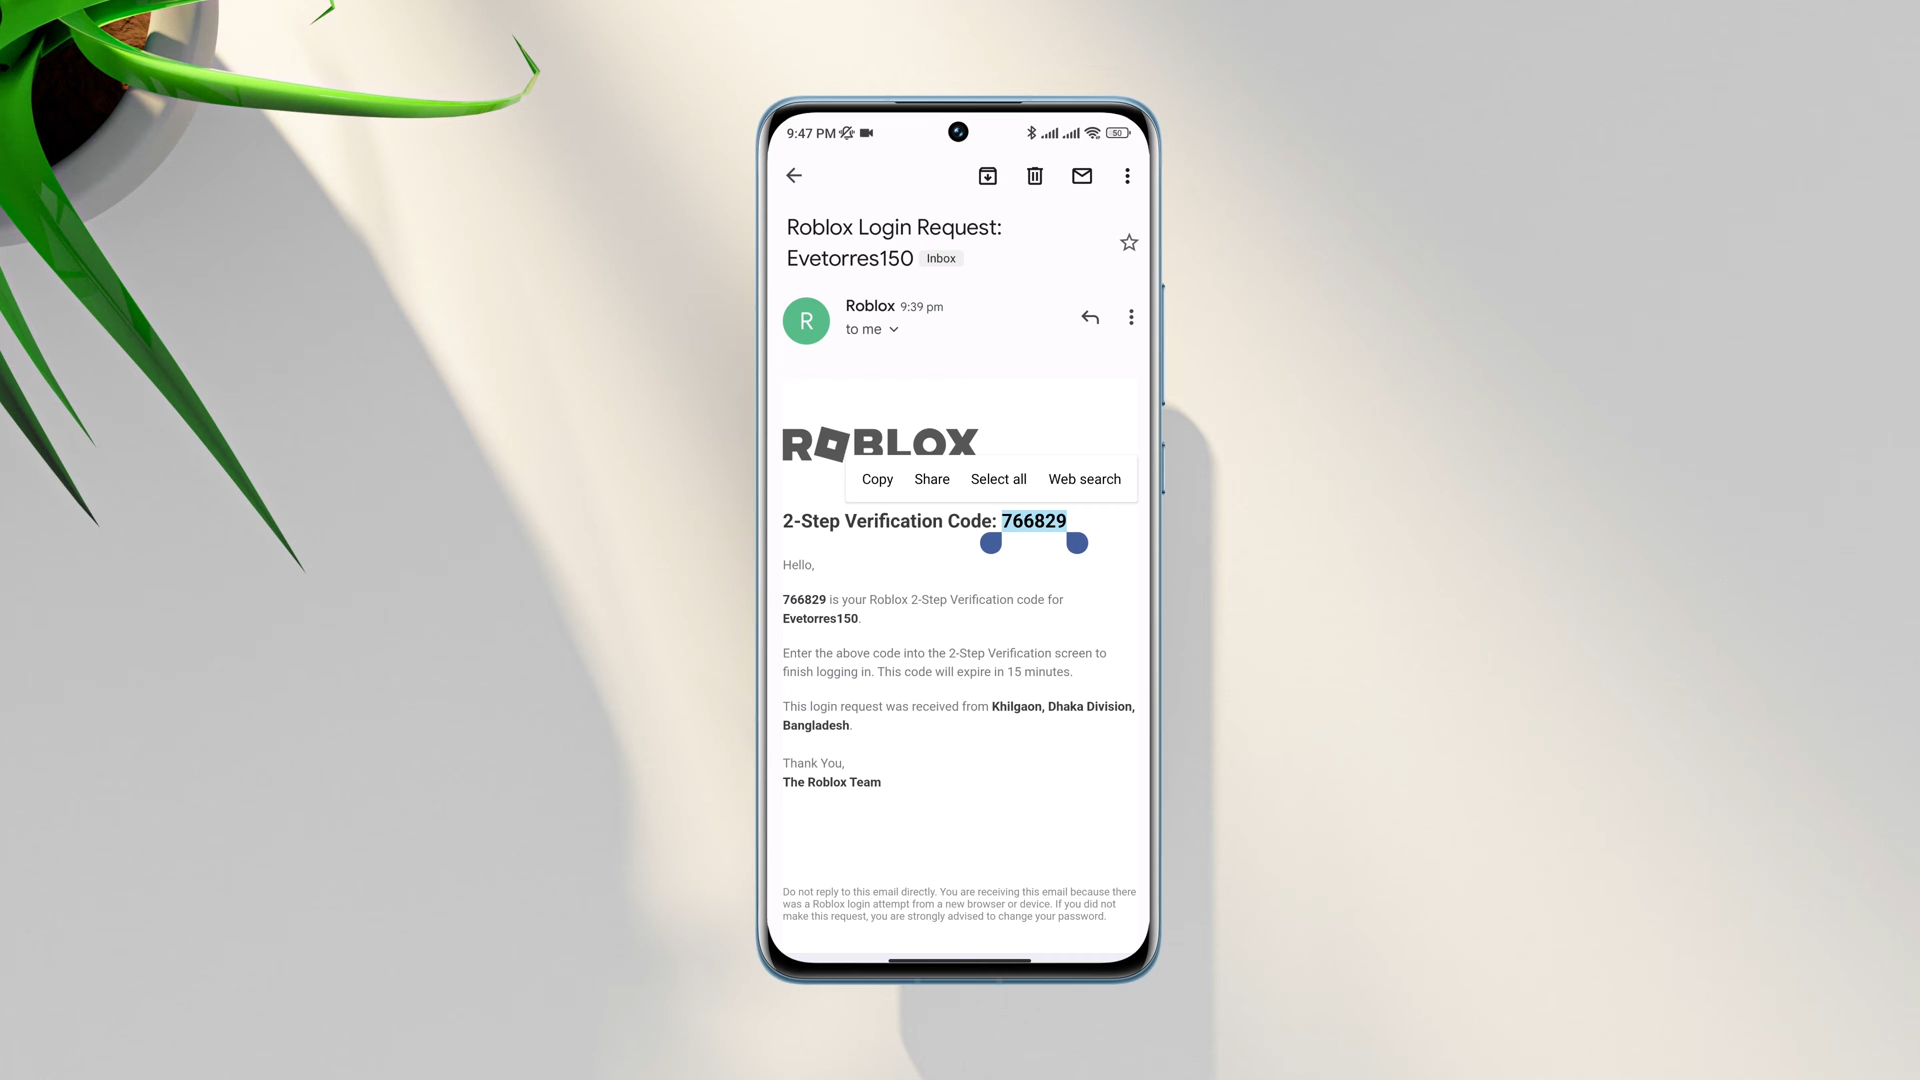 9:47 PM
50
Roblox Login Request:
Evetorres150 Inbox
R
Roblox 9:39 pm
to me
ROBLOX
Copy Share Select all Web search
2-Step Verification Code: 766829
Hello,
766829 is your Roblox 2-Step Verification code for
Evetorres150.
Enter the above code into the 2-Step Verification screen to
finish logging in. This code will expire in 15 minutes.
This login request was received from Khilgaon, Dhaka Division,
Bangladesh.
Thank You,
The Roblox Team
Do not reply to this email directly. You are receiving this email because there
was a Roblox login attempt from a new browser or device. If you did not
make this request, you are strongly advised to change your password.